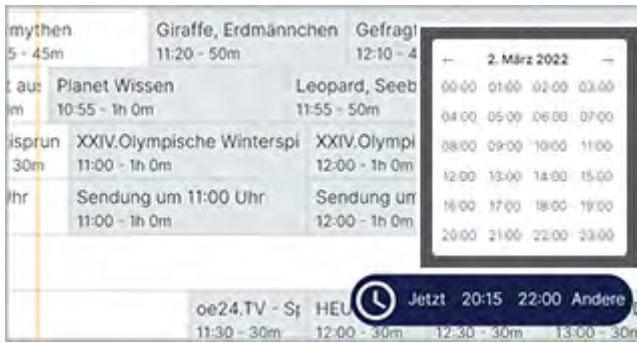 mythen
5 - 45m
Giraffe, Erdmännchen
11:20 - 50m
Gefragt
12:10 - 4
← 2. März 2022 →
00:00 01:00 02:00 03:00
04:00 05:00 06:00 07:00
08:00 09:00 10:00 11:00
12:00 13:00 14:00 15:00
16:00 17:00 18:00 19:00
20:00 21:00 22:00 23:00
Planet Wissen
10:55 - 1h 0m
Leopard, Seeb
11:55 - 50m
isprun
30m
XXIV.Olympische Winterspi
11:00 - 1h 0m
XXIV.Olympi
12:00 - 1h 0m
Uhr
Sendung um 11:00 Uhr
11:00 - 1h 0m
Sendung um
12:00 - 1h 0m
Jetzt 20:15 22:00 Andere
oe24.TV - Sp
11:30 - 30m
HEU
12:00 - 30m
12:30 - 30m
13:00 - 30m